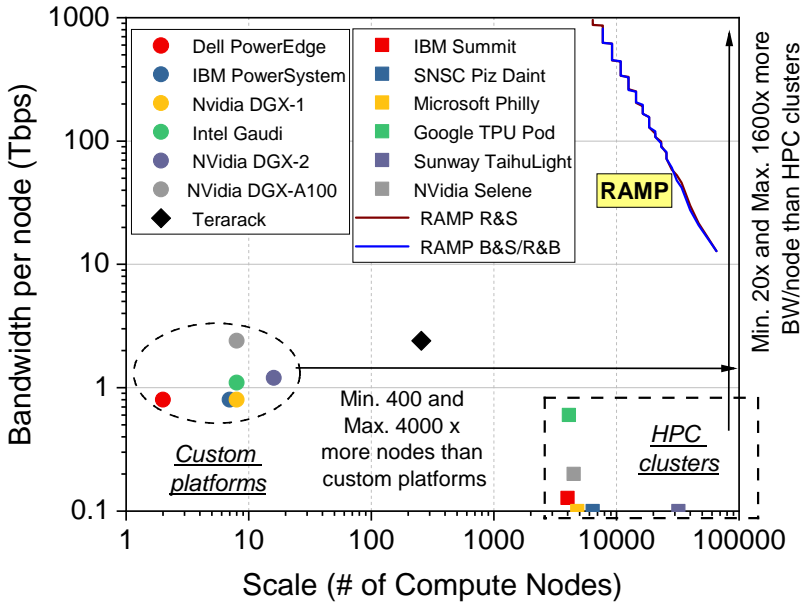 Bandwidth per node (Tbps)
1000
100
10
1
0.1
Dell PowerEdge
IBM PowerSystem
Nvidia DGX-1
Intel Gaudi
NVidia DGX-2
NVidia DGX-A100
Terarack
IBM Summit
SNSC Piz Daint
Microsoft Philly
Google TPU Pod
Sunway TaihuLight
NVidia Selene
RAMP R&S
RAMP B&S/R&B
RAMP
Min. 20x and Max. 1600x more
BW/node than HPC clusters
Custom
platforms
Min. 400 and
Max. 4000 x
more nodes than
custom platforms
HPC
clusters
1
10
100
1000
10000
100000
Scale (# of Compute Nodes)